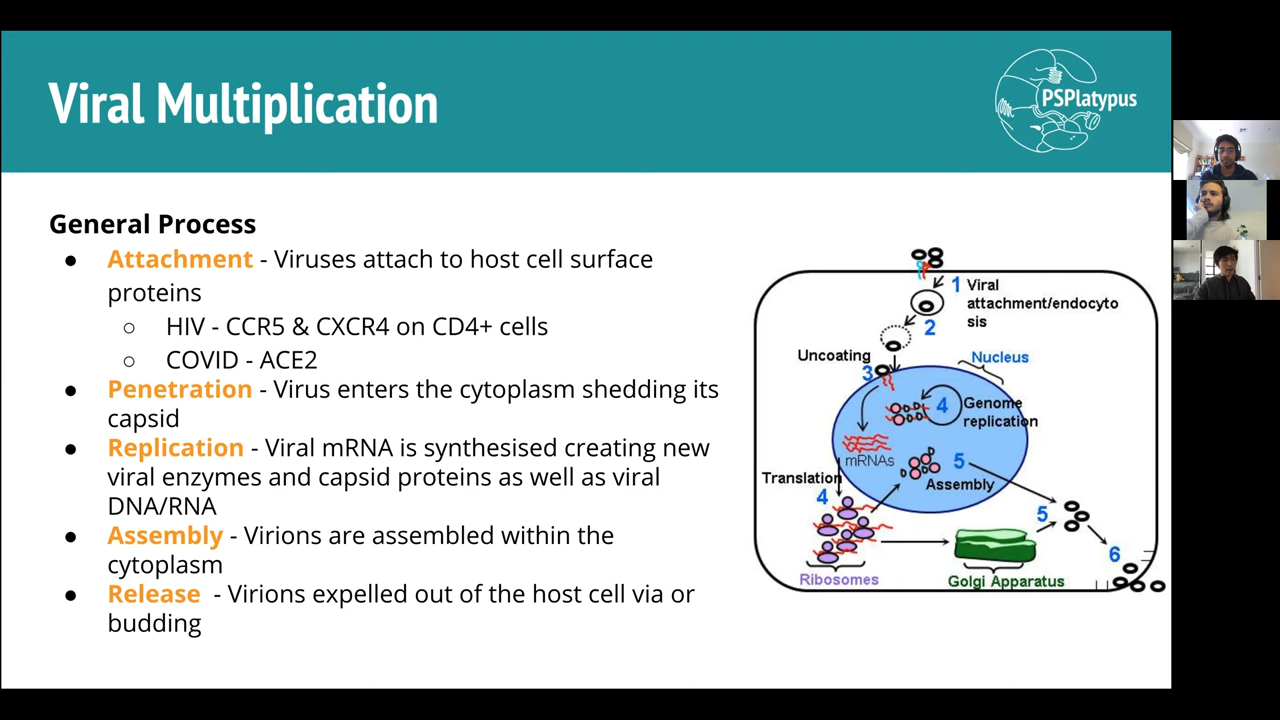 Viral Multiplication
PSPlatypus
General Process
● Attachment - Viruses attach to host cell surface
proteins
○ HIV - CCR5 & CXCR4 on CD4+ cells
○ COVID - ACE2
● Penetration - Virus enters the cytoplasm shedding its
capsid
● Replication - Viral mRNA is synthesised creating new
viral enzymes and capsid proteins as well as viral
DNA/RNA
● Assembly - Virions are assembled within the
cytoplasm
● Release - Virions expelled out of the host cell via or
budding
1 Viral
attachment/endocyto
sis
2
Uncoating
3
Nucleus
4 Genome
replication
mRNAs
5
Assembly
Translation
4
5
6
Ribosomes
Golgi Apparatus